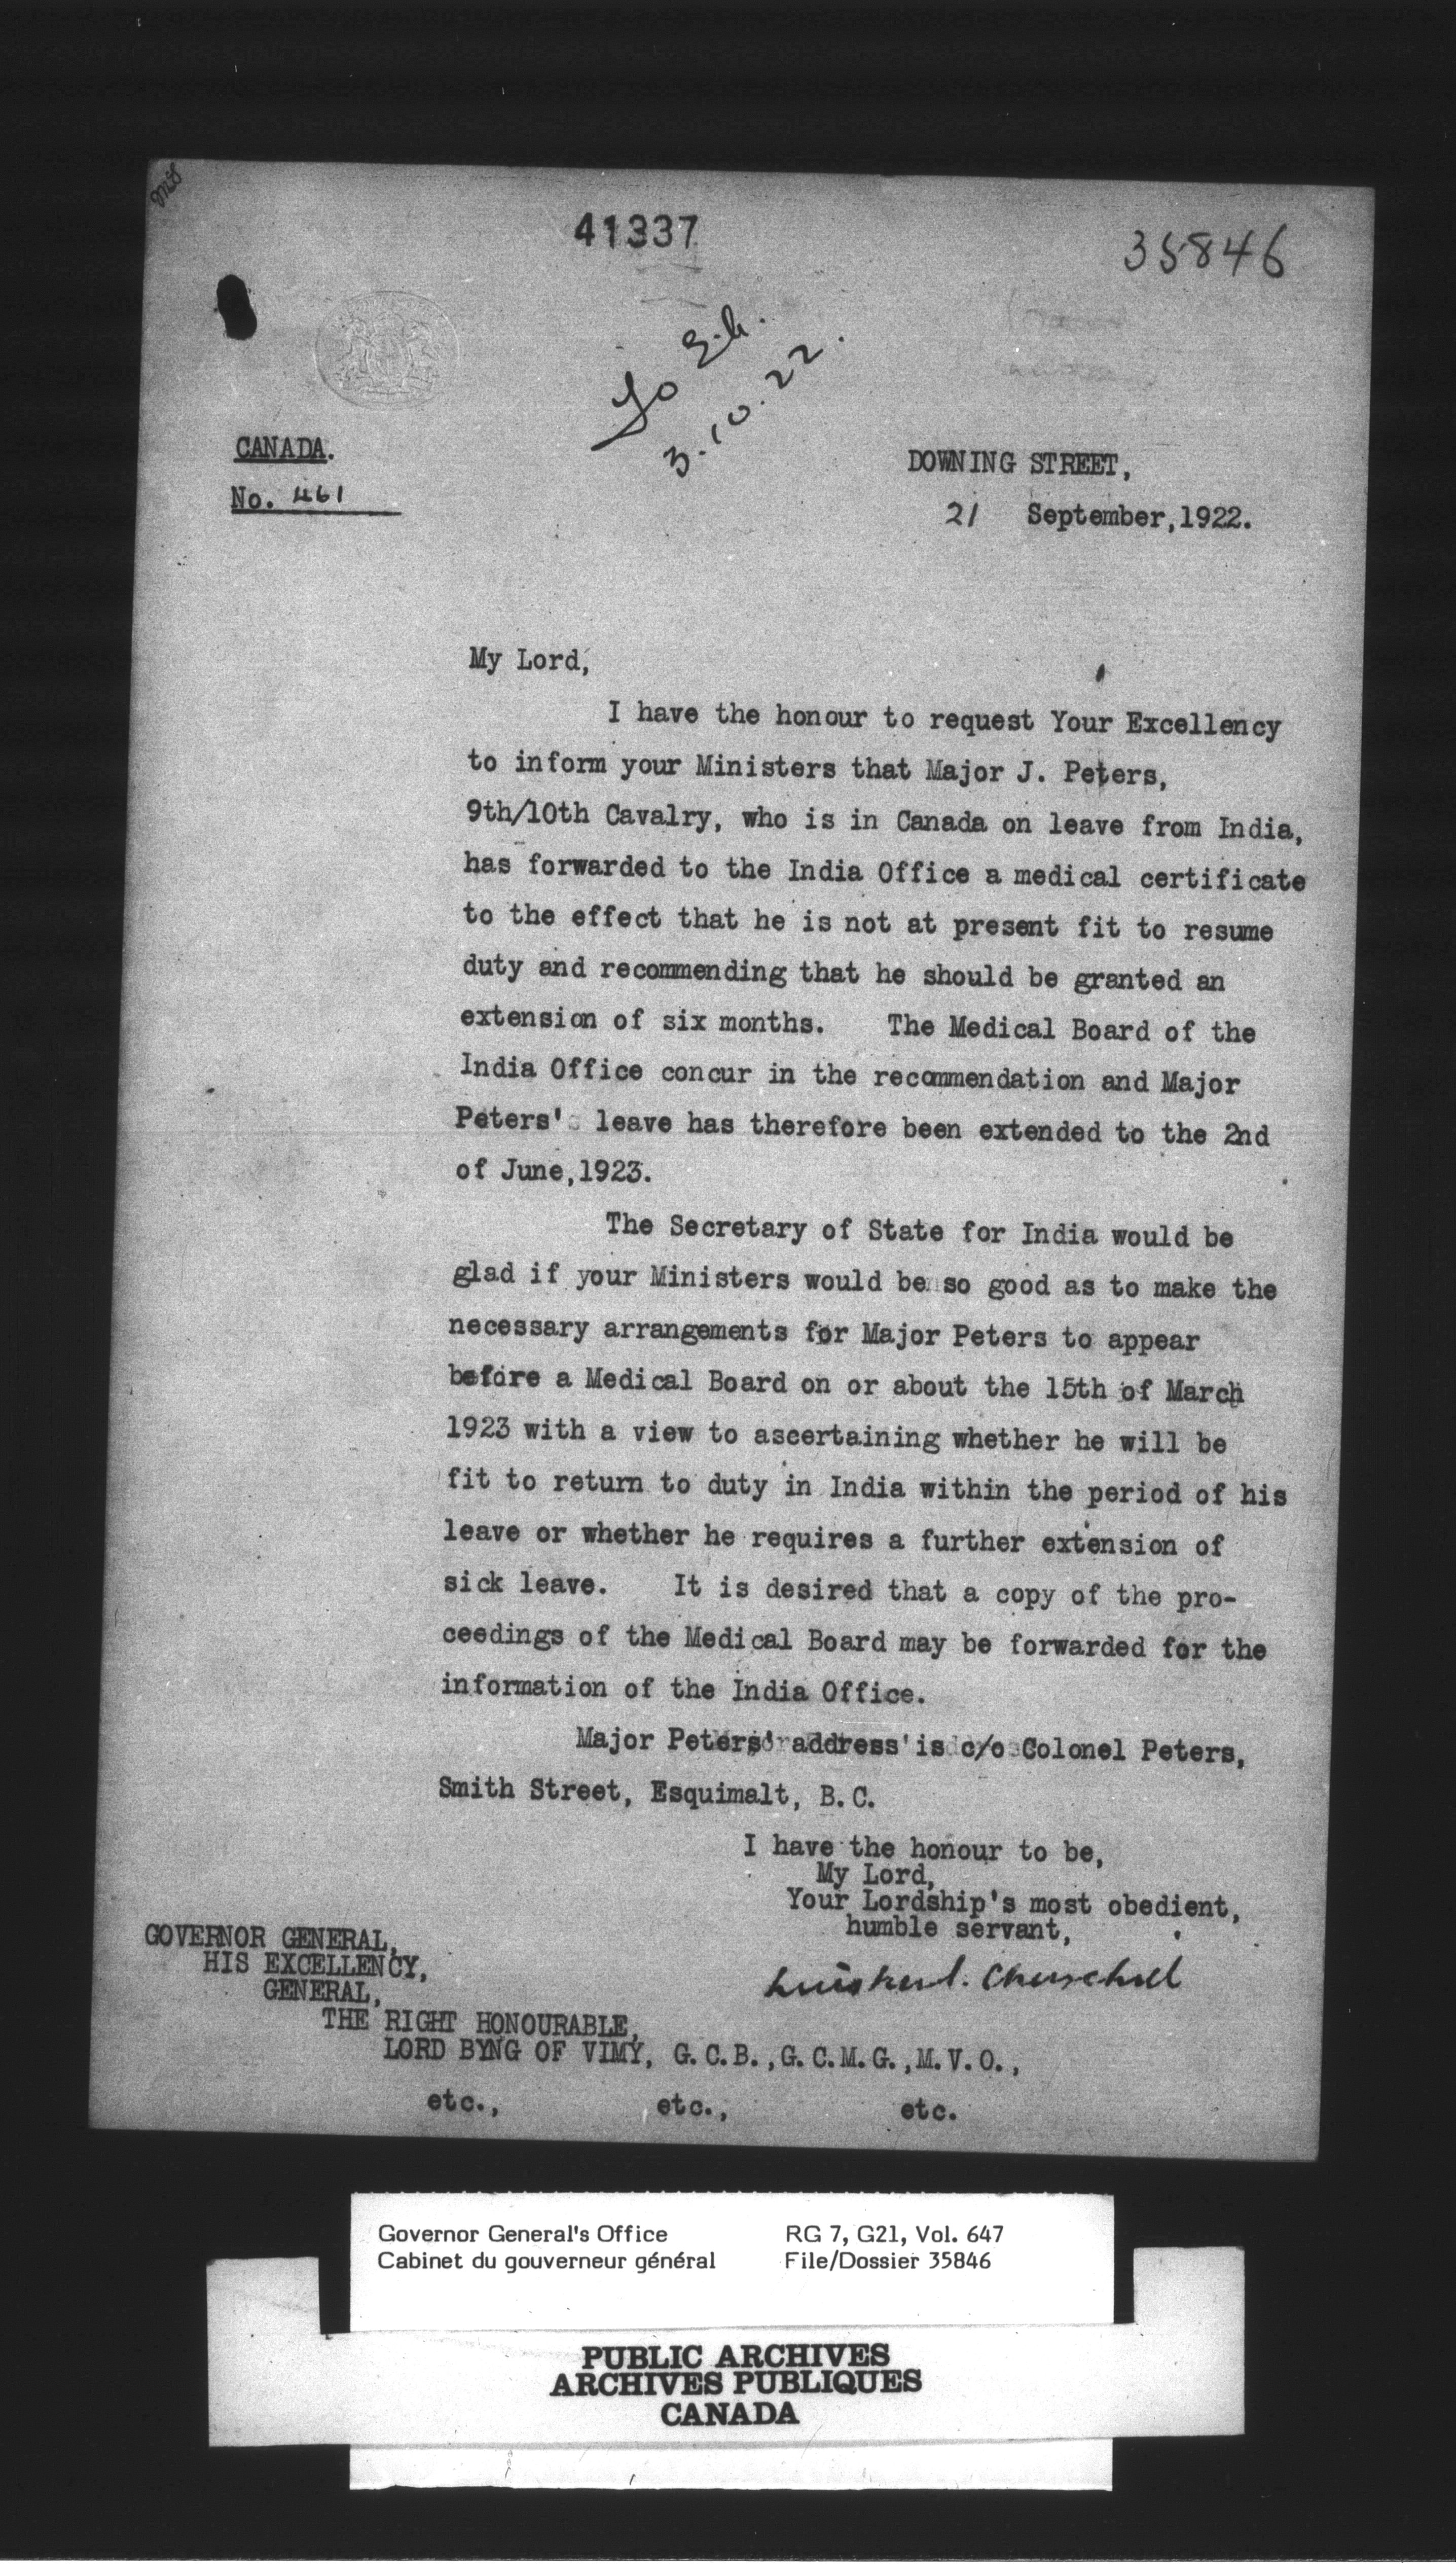 41337
35846
To
3.10.22.
CANADA.
No. 461
DOWNING STREET,
21 September,1922.
My Lord,
I have the honour to request Your Excellency
to inform your Ministers that Major J. Peters,
9th/10th Cavalry, who is in Canada on leave from India,
has forwarded to the India Office a medical certificate
to the effect that he is not at present fit to resume
duty and recommending that he should be granted an
extension of six months. The Medical Board of the
India Office concur in the recommendation and Major
Peters' leave has therefore been extended to the 2nd
of June,1923.
The Secretary of State for India would be
glad if your Ministers would be so good as to make the
necessary arrangements for Major Peters to appear
before a Medical Board on or about the 15th of March
1923 with a view to ascertaining whether he will be
fit to return to duty in India within the period of his
leave or whether he requires a further extension of
sick leave. It is desired that a copy of the pro-
ceedings of the Medical Board may be forwarded for the
information of the India Office.
Major Peters' address is c/o Colonel Peters,
Smith Street, Esquimalt, B.C.
I have the honour to be,
My Lord,
Your Lordship's most obedient,
humble servant,
Winston S. Churchill
GOVERNOR GENERAL,
HIS EXCELLENCY,
GENERAL,
THE RIGHT HONOURABLE,
LORD BYNG OF VIMY, G.C.B.,G.C.M.G.,M.V.O.,
etc., etc., etc.
Governor General's Office RG 7, G21, Vol. 647
Cabinet du gouverneur général File/Dossier 35846
PUBLIC ARCHIVES
ARCHIVES PUBLIQUES
CANADA